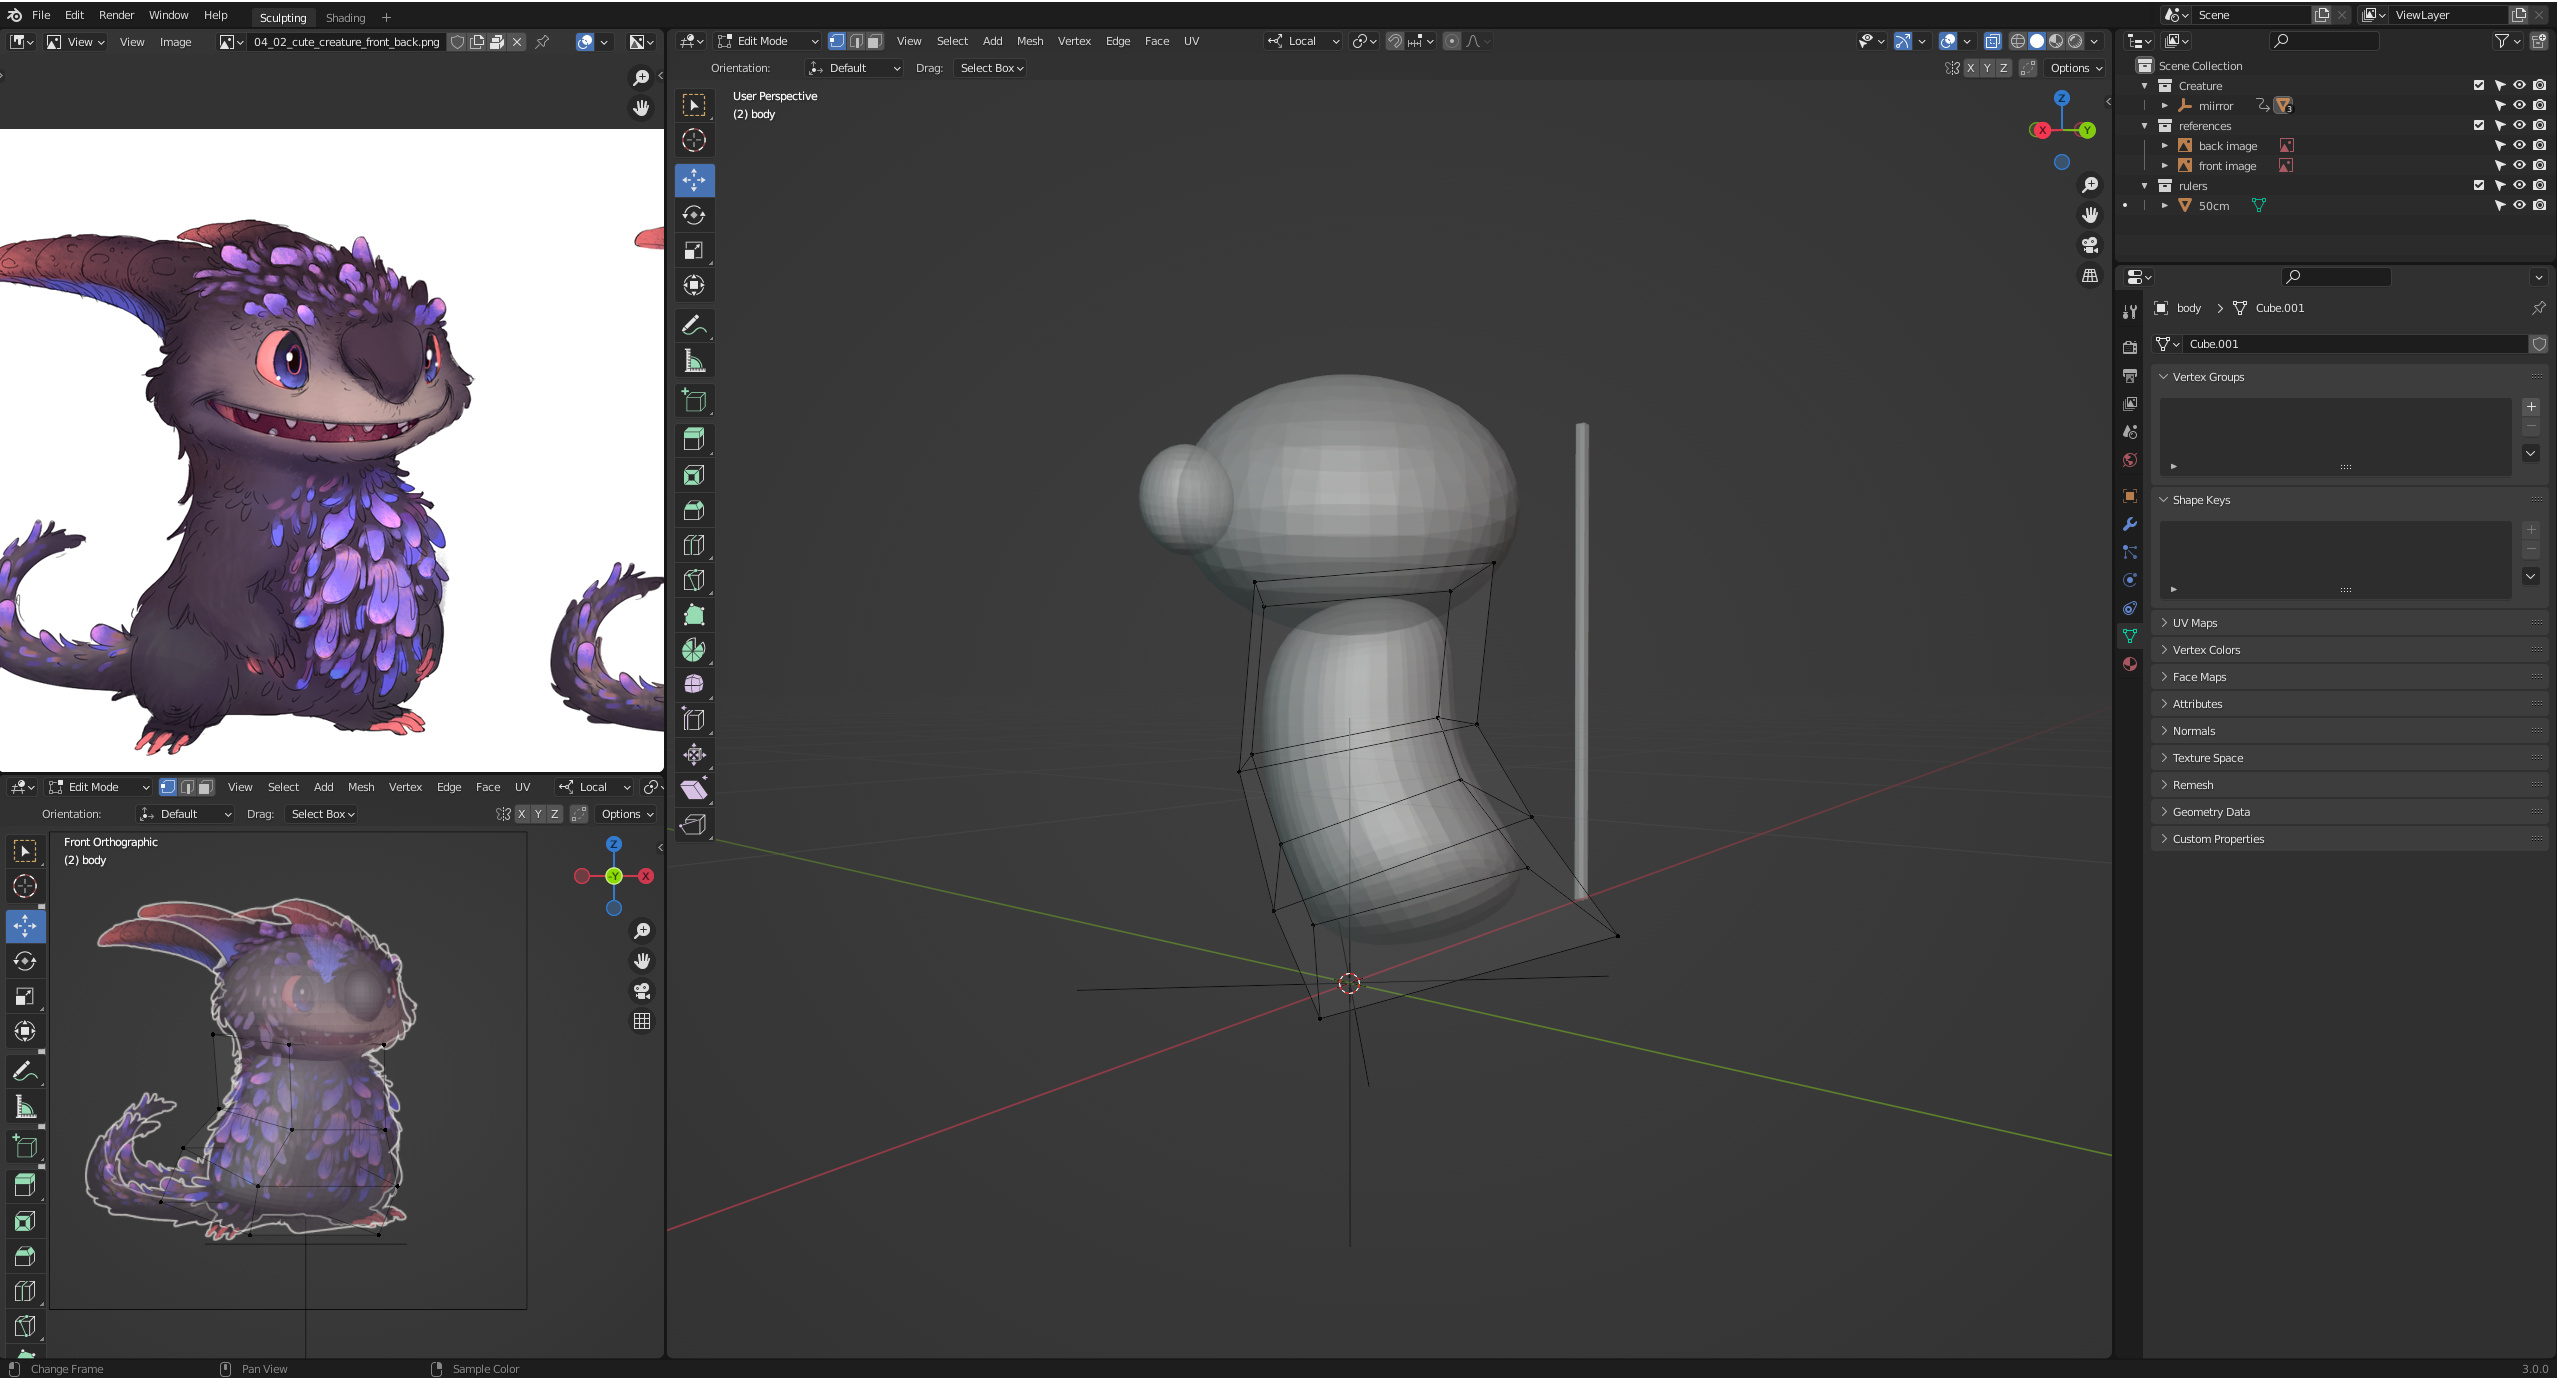 File Edit Render Window Help Sculpting Shading + Scene ViewLayer
View View Image 04_02_cute_creature_front_back.png
Edit Mode View Select Add Mesh Vertex Edge Face UV Local
Orientation: Default Drag: Select Box X Y Z Options
User Perspective
(2) body
Z
X Y
Scene Collection
Creature
miirror 3
references
back image
front image
rulers
50cm
body > Cube.001
Cube.001
Vertex Groups
Shape Keys
UV Maps
Vertex Colors
Face Maps
Attributes
Normals
Texture Space
Remesh
Geometry Data
Custom Properties
Edit Mode View Select Add Mesh Vertex Edge Face UV Local
Orientation: Default Drag: Select Box X Y Z Options
Front Orthographic
(2) body
Z
-Y X
Change Frame Pan View Sample Color 3.0.0